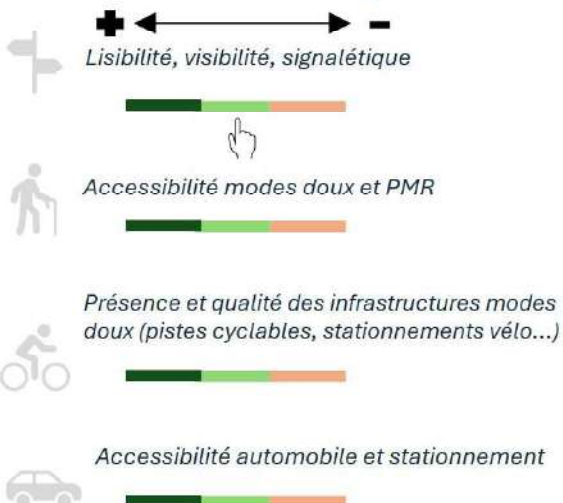 Lisibilité, visibilité, signalétique
Accessibilité modes doux et PMR
Présence et qualité des infrastructures modes
doux (pistes cyclables, stationnements vélo...)
Accessibilité automobile et stationnement